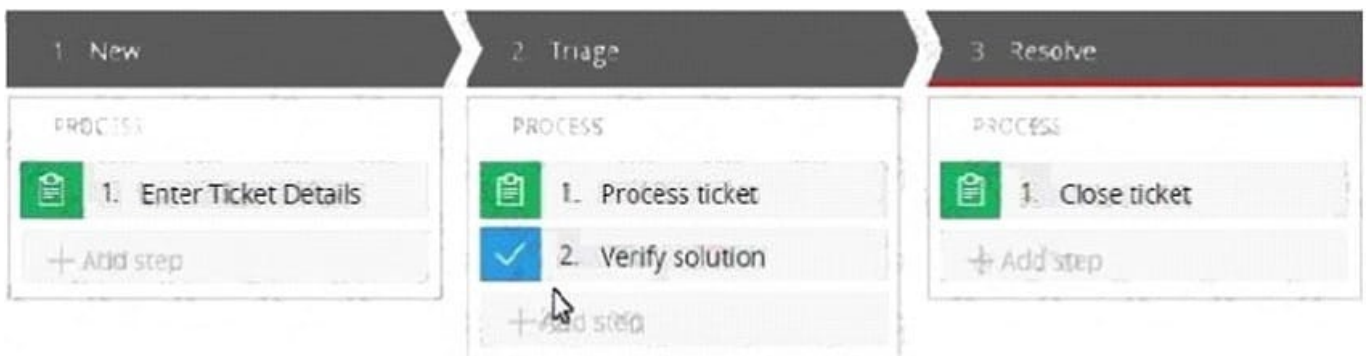 1 New
2 Triage
3 Resolve
PROCESS
1. Enter Ticket Details
+ Add step
PROCESS
1. Process ticket
2. Verify solution
+ Add step
PROCESS
1. Close ticket
+ Add step